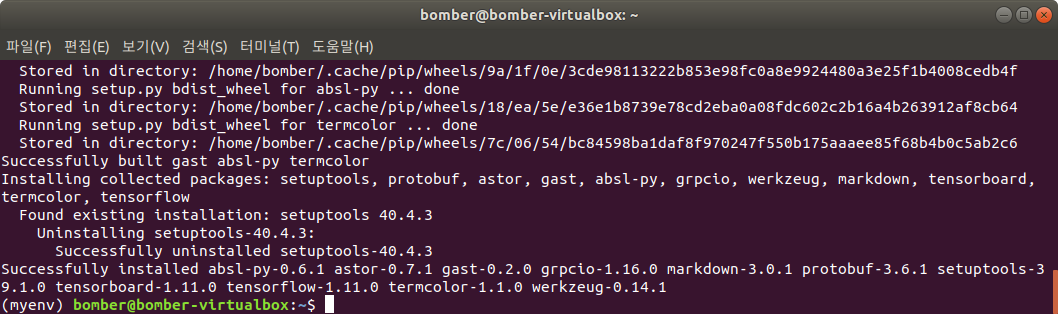 bomber@bomber-virtualbox: ~
파일(F) 편집(E) 보기(V) 검색(S) 터미널(T) 도움말(H)
Stored in directory: /home/bomber/.cache/pip/wheels/9a/1f/0e/3cde98113222b853e98fc0a8e9924480a3e25f1b4008cedb4f
Running setup.py bdist_wheel for absl-py ... done
Stored in directory: /home/bomber/.cache/pip/wheels/18/ea/5e/e36e1b8739e78cd2eba0a08fdc602c2b16a4b263912af8cb64
Running setup.py bdist_wheel for termcolor ... done
Stored in directory: /home/bomber/.cache/pip/wheels/7c/06/54/bc84598ba1daf8f970247f550b175aaaee85f68b4b0c5ab2c6
Successfully built gast absl-py termcolor
Installing collected packages: setuptools, protobuf, astor, gast, absl-py, grpcio, werkzeug, markdown, tensorboard,
termcolor, tensorflow
Found existing installation: setuptools 40.4.3
Uninstalling setuptools-40.4.3:
Successfully uninstalled setuptools-40.4.3
Successfully installed absl-py-0.6.1 astor-0.7.1 gast-0.2.0 grpcio-1.16.0 markdown-3.0.1 protobuf-3.6.1 setuptools-3
9.1.0 tensorboard-1.11.0 tensorflow-1.11.0 termcolor-1.1.0 werkzeug-0.14.1
(myenv) bomber@bomber-virtualbox:~$